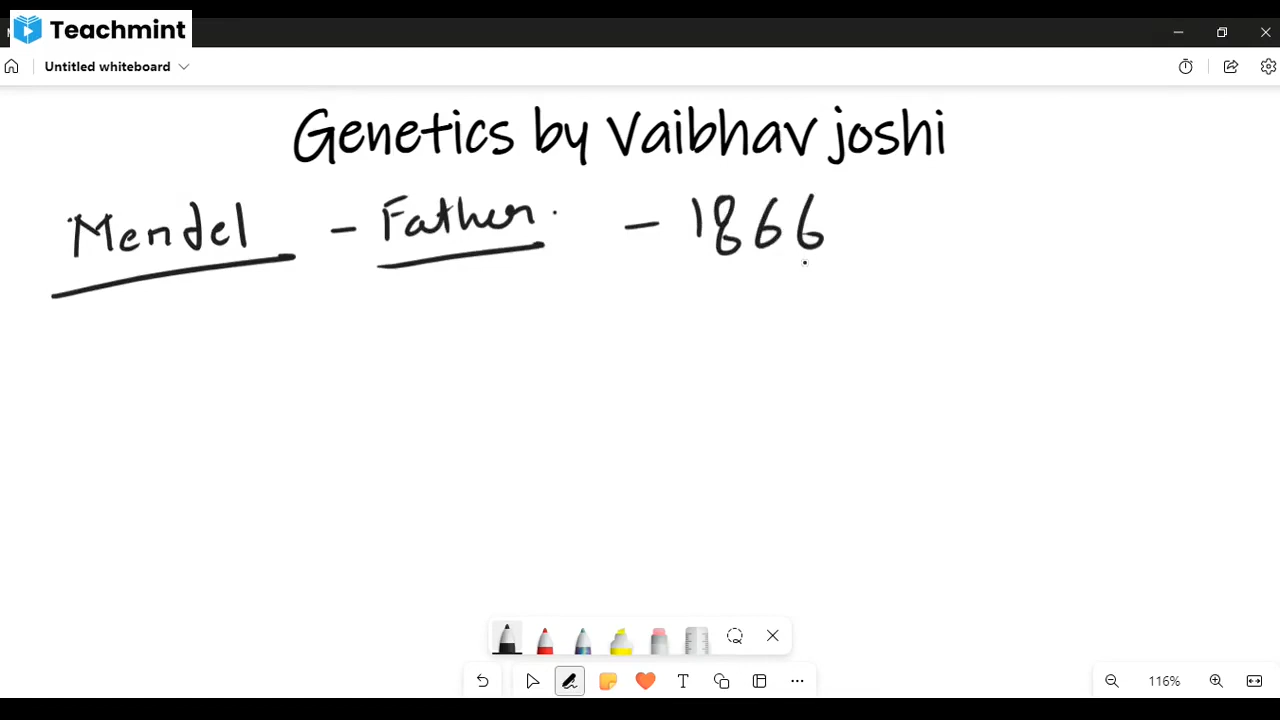 Teachmint
Untitled whiteboard
Genetics by Vaibhav joshi
Mendel - Father. - 1866
T
116%